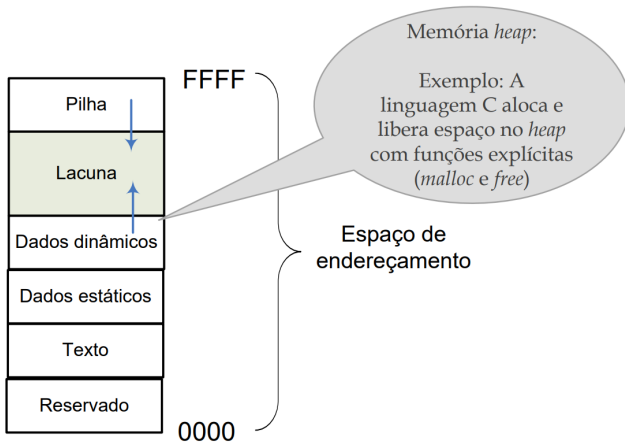 Memória heap:
Exemplo: A
linguagem C aloca e
libera espaço no heap
com funções explícitas
(malloc e free)
FFFF
Pilha
Lacuna
Dados dinâmicos
Espaço de
endereçamento
Dados estáticos
Texto
Reservado
0000